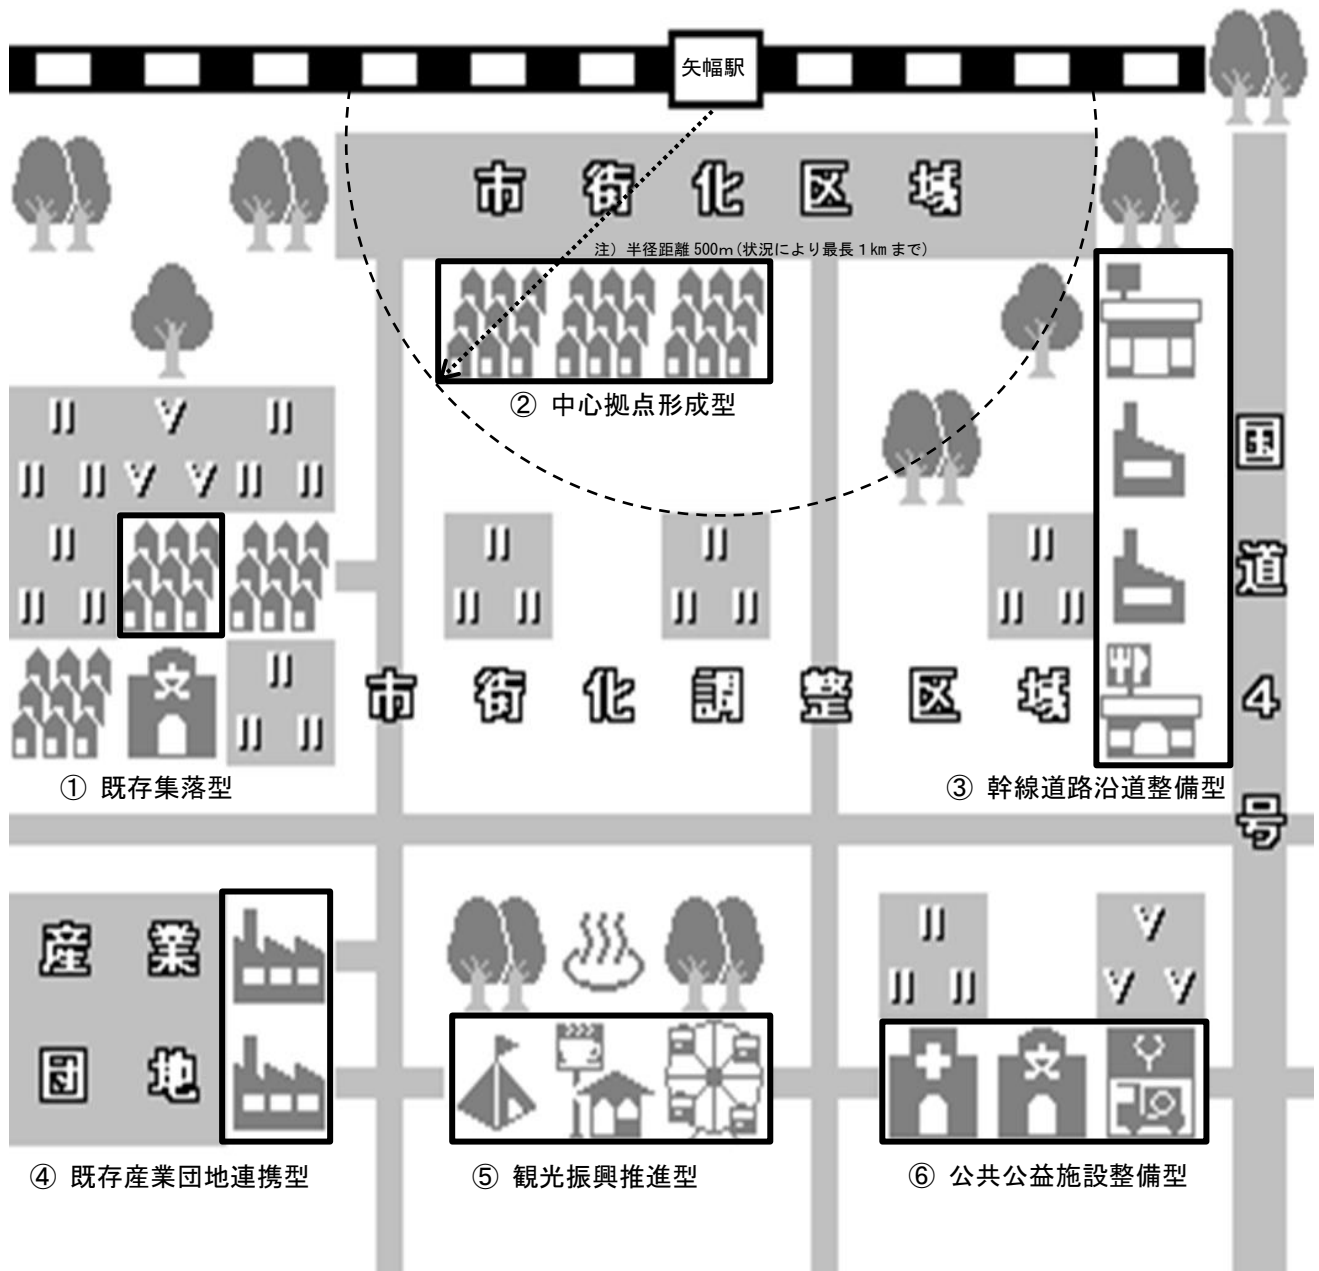 矢幅駅
市街化区域
注）半径距離500m(状況により最長1kmまで)
② 中心拠点形成型
国道4号
文
市街化調整区域
① 既存集落型
③ 幹線道路沿道整備型
産業
団地
文
④ 既存産業団地連携型
⑤ 観光振興推進型
⑥ 公共公益施設整備型